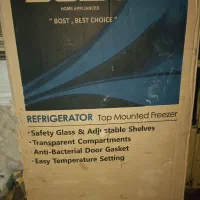 HOME APPLIANCES
" BOST , BEST CHOICE "
REFRIGERATOR Top Mounted Freezer
•Safety Glass & Adjustable Shelves
•Transparent Compartments
•Anti-Bacterial Door Gasket
•Easy Temperature Setting